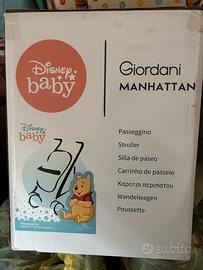 Disney
baby
Giordani
MANHATTAN
Passeggino
Stroller
Silla de paseo
Carrinho de passeio
Καροτσι περιπατου
Wandelwagen
Poussette
Disney
baby
subito